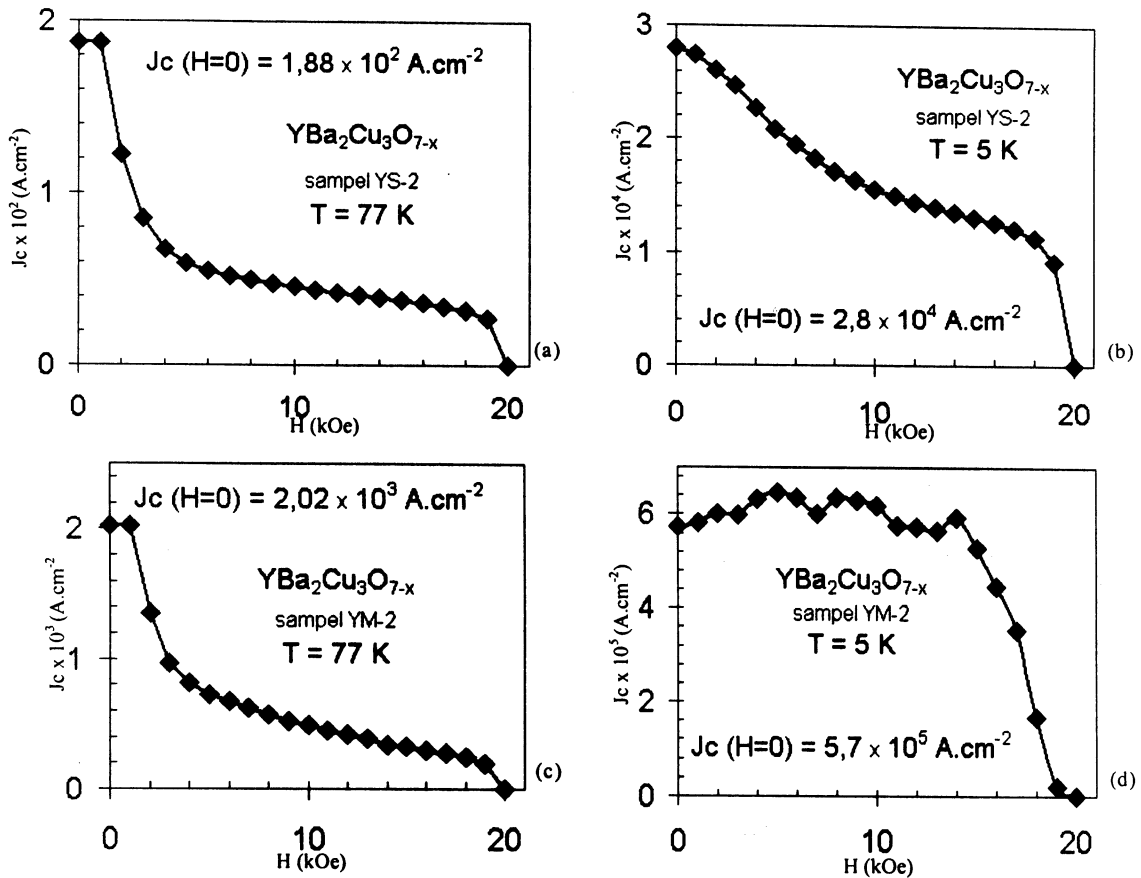 2
Jc (H=0) = 1,88 x 10² A.cm⁻²
YBa₂Cu₃O₇₋ₓ
sampel YS-2
T = 77 K
1
0
Jc x 10² (A.cm⁻²)
0
10
20
H (kOe)
(a)
3
YBa₂Cu₃O₇₋ₓ
sampel YS-2
T = 5 K
2
1
Jc (H=0) = 2,8 x 10⁴ A.cm⁻²
0
Jc x 10⁴ (A.cm⁻²)
0
10
20
H (kOe)
(b)
Jc (H=0) = 2,02 x 10³ A.cm⁻²
2
YBa₂Cu₃O₇₋ₓ
sampel YM-2
T = 77 K
1
0
Jc x 10³ (A.cm⁻²)
0
10
20
H (kOe)
(c)
6
YBa₂Cu₃O₇₋ₓ
sampel YM-2
T = 5 K
4
2
Jc (H=0) = 5,7 x 10⁵ A.cm⁻²
0
Jc x 10⁵ (A.cm⁻²)
0
10
20
H (kOe)
(d)